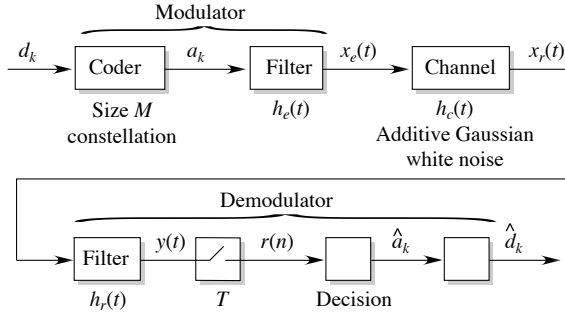 Modulator
d_k Coder a_k Filter x_e(t) Channel x_r(t)
Size M
constellation
h_e(t)
h_c(t)
Additive Gaussian
white noise
Demodulator
Filter y(t) r(n) â_k d̂_k
h_r(t) T Decision